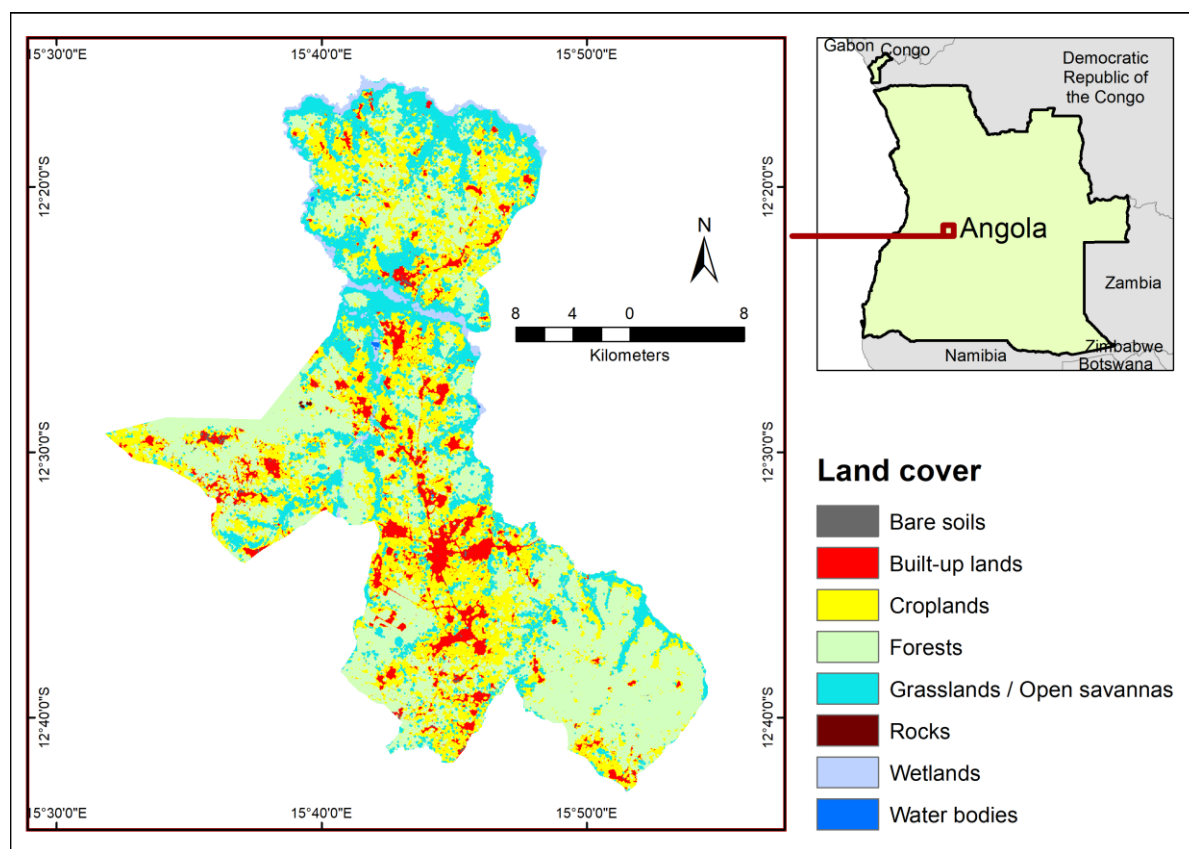 15°30'0"E
15°40'0"E
15°50'0"E
12°20'0"S
12°20'0"S
N
8 4 0 8
Kilometers
12°30'0"S
12°30'0"S
12°40'0"S
12°40'0"S
15°30'0"E
15°40'0"E
15°50'0"E
Gabon
Congo
Democratic
Republic of
the Congo
Angola
Zambia
Namibia
Zimbabwe
Botswana
Land cover
Bare soils
Built-up lands
Croplands
Forests
Grasslands / Open savannas
Rocks
Wetlands
Water bodies